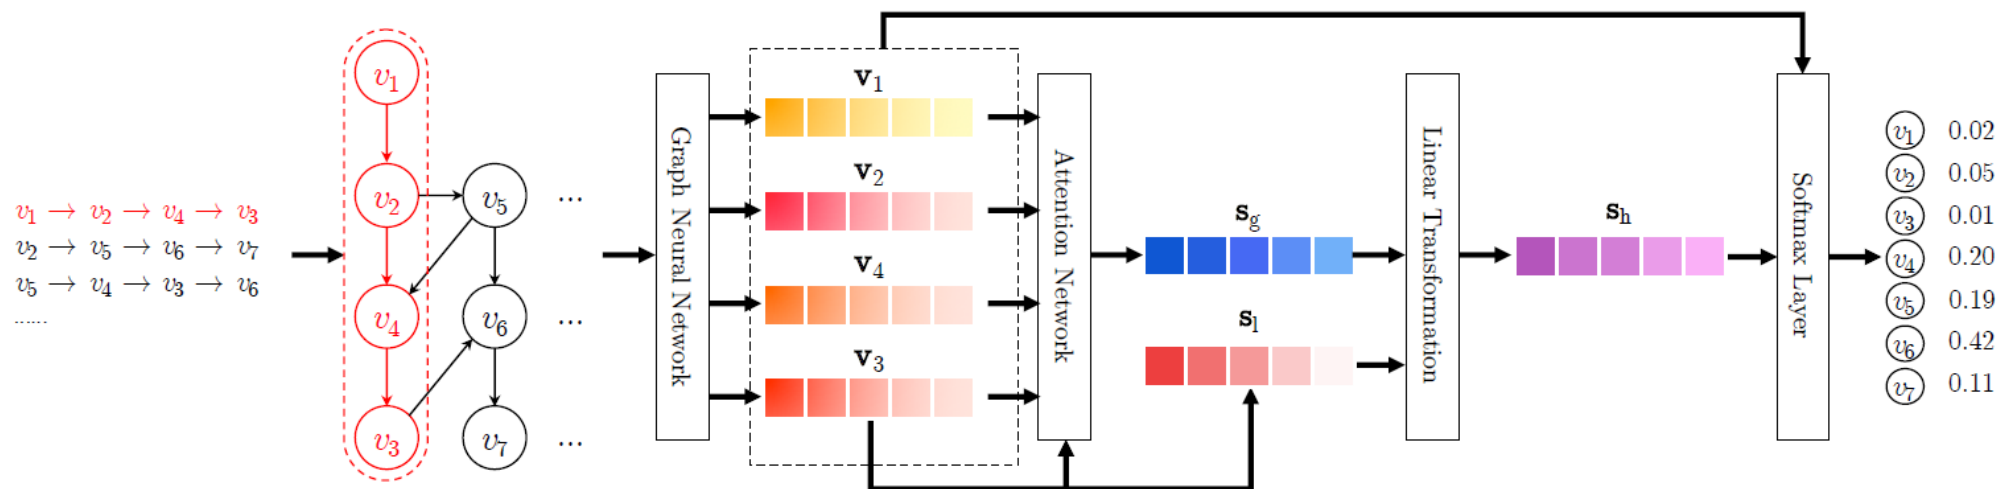 v1 → v2 → v4 → v3
v2 → v5 → v6 → v7
v5 → v4 → v3 → v6
......
v1
v2
v5
...
v4
v6
...
v3
v7
...
Graph Neural Network
v1
v2
v4
v3
Attention Network
sg
sl
Linear Transformation
sh
Softmax Layer
v1 0.02
v2 0.05
v3 0.01
v4 0.20
v5 0.19
v6 0.42
v7 0.11